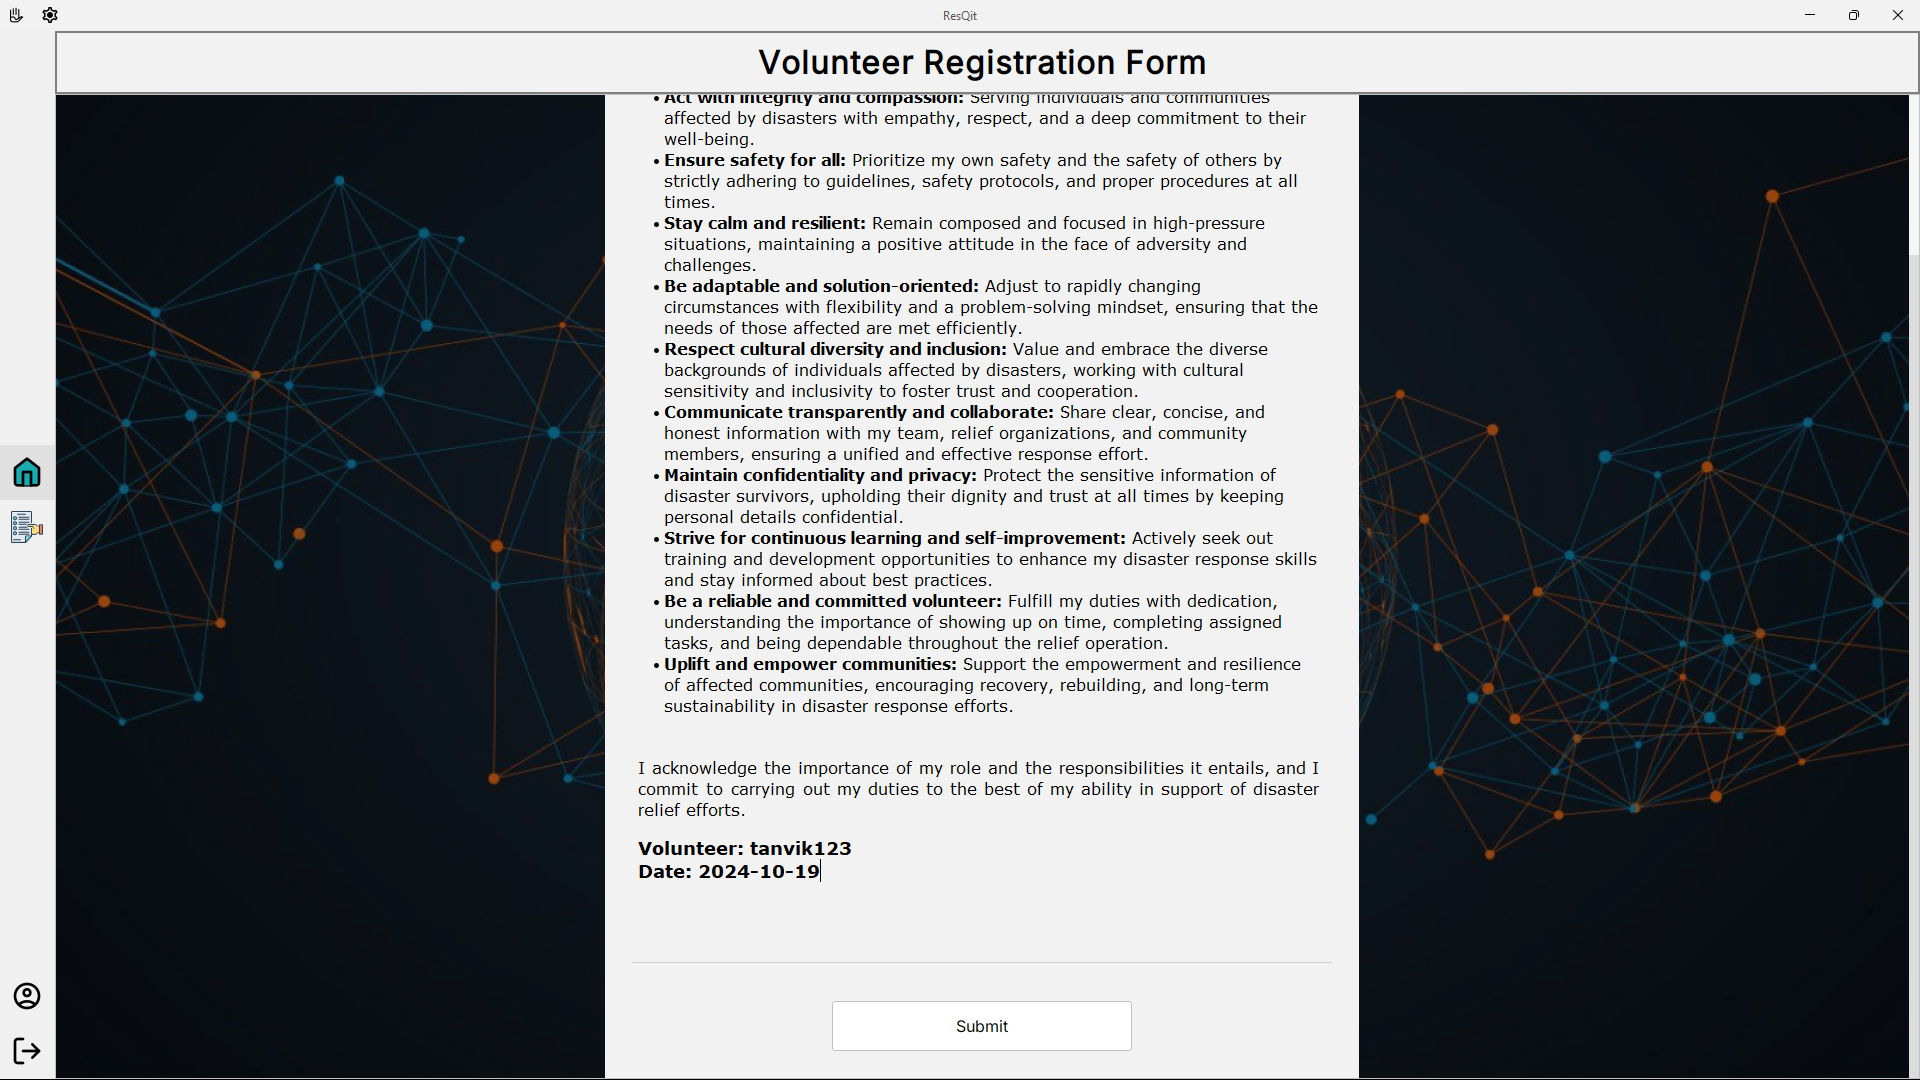 ResQit
Volunteer Registration Form
• Act with integrity and compassion: Serving individuals and communities
affected by disasters with empathy, respect, and a deep commitment to their
well-being.
• Ensure safety for all: Prioritize my own safety and the safety of others by
strictly adhering to guidelines, safety protocols, and proper procedures at all
times.
• Stay calm and resilient: Remain composed and focused in high-pressure
situations, maintaining a positive attitude in the face of adversity and
challenges.
• Be adaptable and solution-oriented: Adjust to rapidly changing
circumstances with flexibility and a problem-solving mindset, ensuring that the
needs of those affected are met efficiently.
• Respect cultural diversity and inclusion: Value and embrace the diverse
backgrounds of individuals affected by disasters, working with cultural
sensitivity and inclusivity to foster trust and cooperation.
• Communicate transparently and collaborate: Share clear, concise, and
honest information with my team, relief organizations, and community
members, ensuring a unified and effective response effort.
• Maintain confidentiality and privacy: Protect the sensitive information of
disaster survivors, upholding their dignity and trust at all times by keeping
personal details confidential.
• Strive for continuous learning and self-improvement: Actively seek out
training and development opportunities to enhance my disaster response skills
and stay informed about best practices.
• Be a reliable and committed volunteer: Fulfill my duties with dedication,
understanding the importance of showing up on time, completing assigned
tasks, and being dependable throughout the relief operation.
• Uplift and empower communities: Support the empowerment and resilience
of affected communities, encouraging recovery, rebuilding, and long-term
sustainability in disaster response efforts.
I acknowledge the importance of my role and the responsibilities it entails, and I
commit to carrying out my duties to the best of my ability in support of disaster
relief efforts.
Volunteer: tanvik123
Date: 2024-10-19
Submit